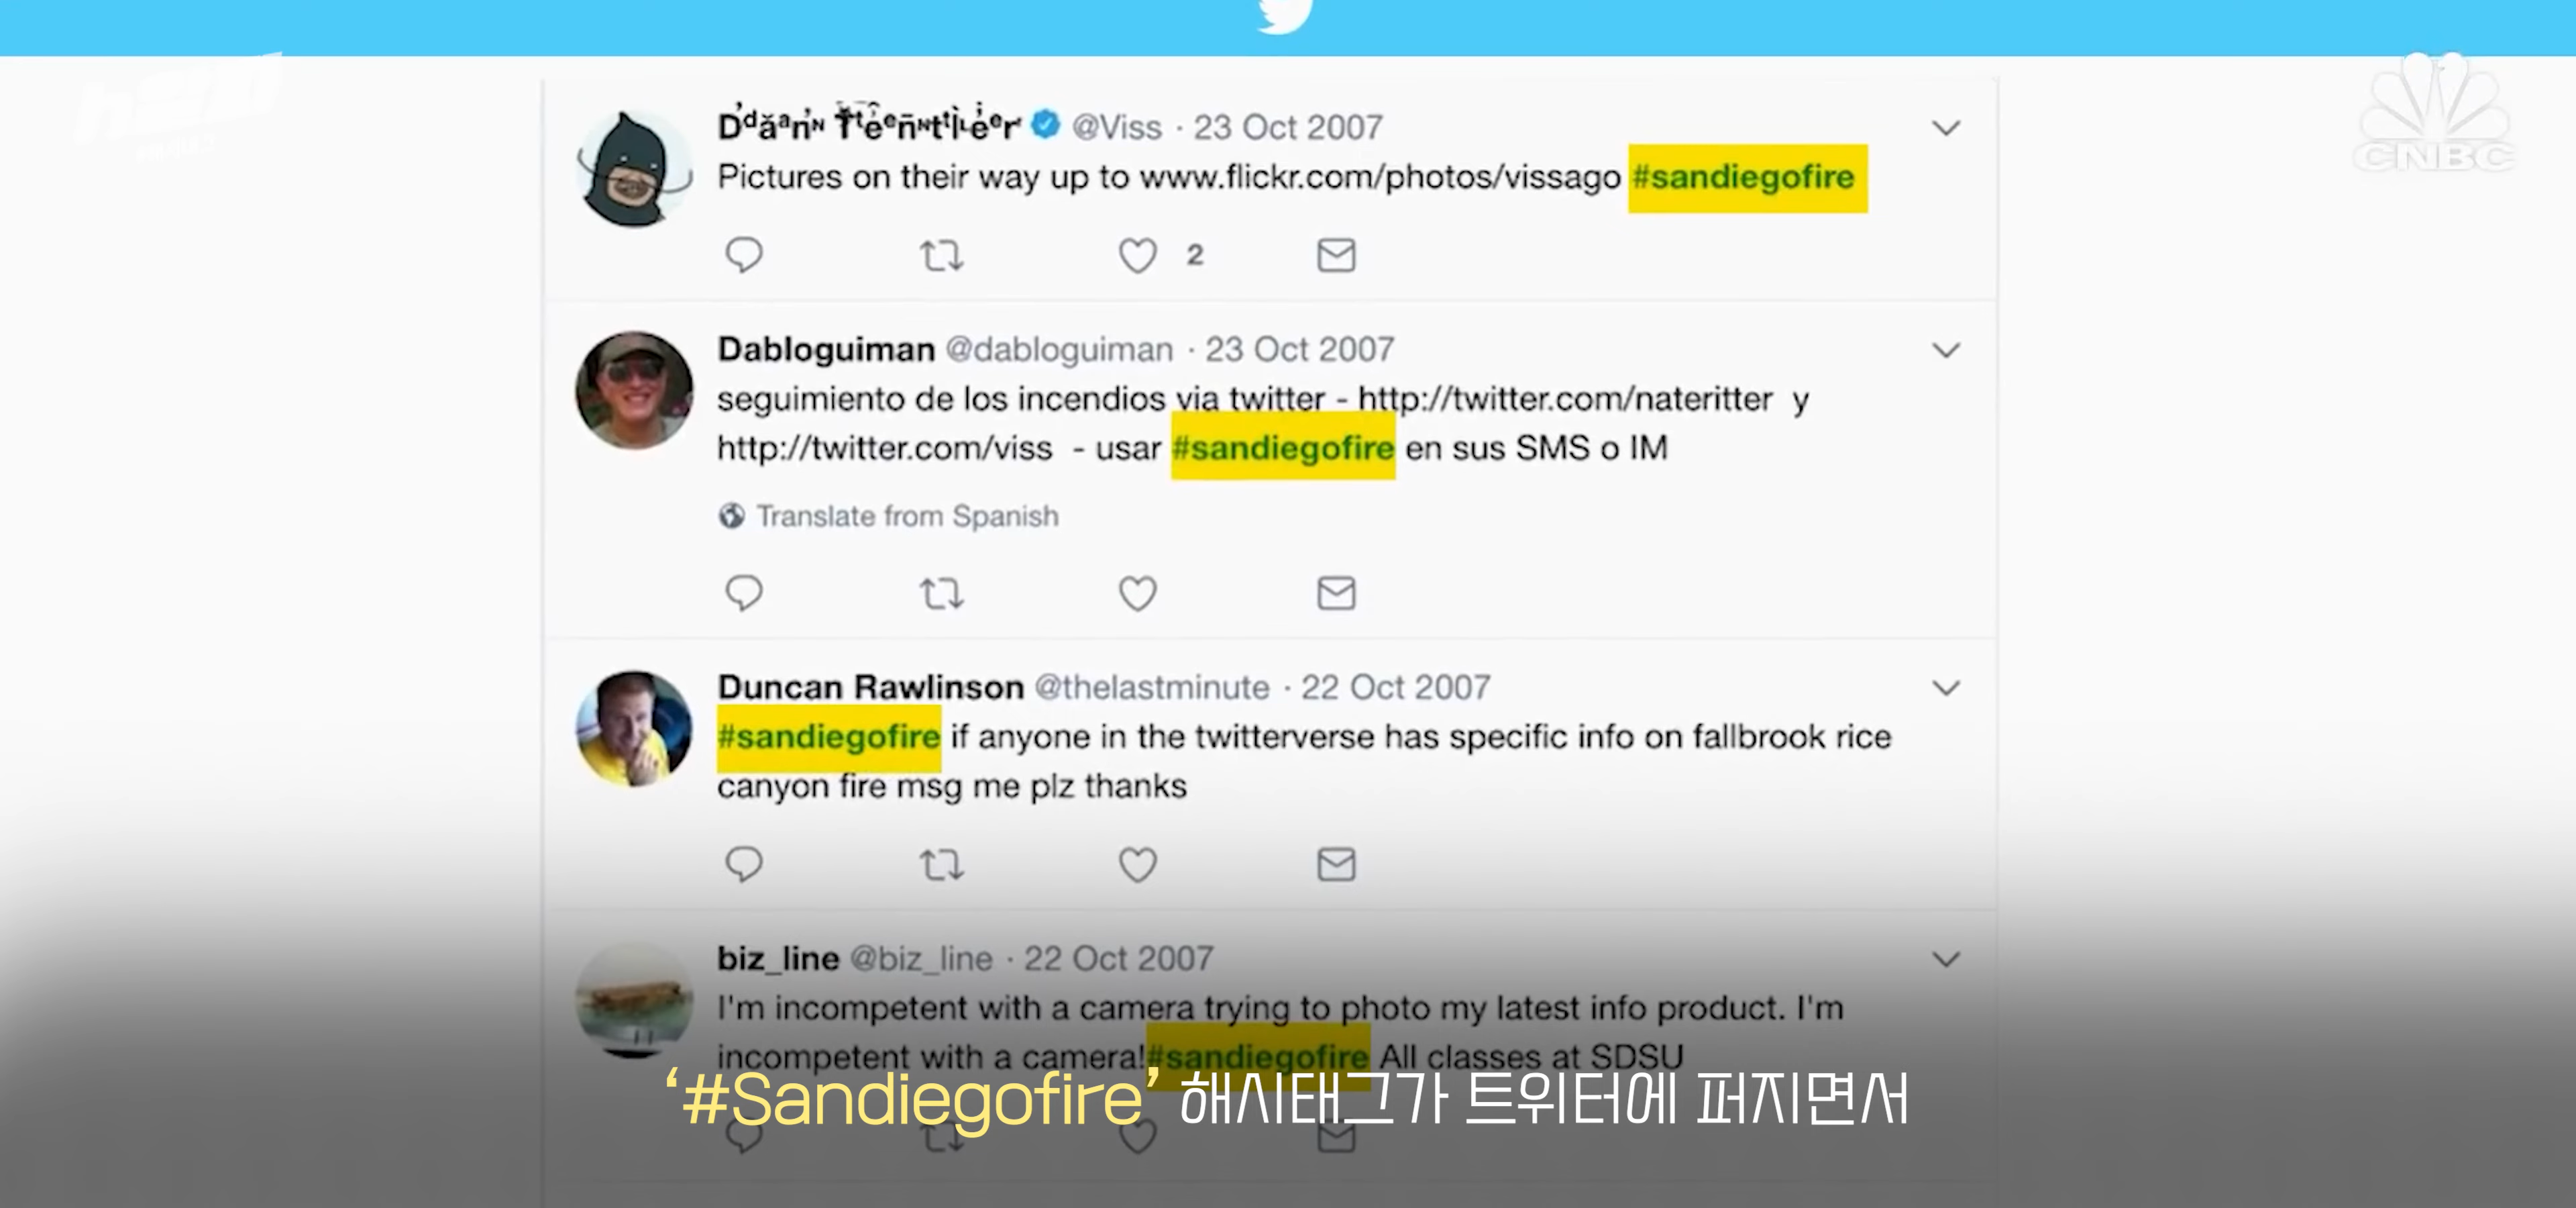 CNBC
@Viss · 23 Oct 2007
Pictures on their way up to www.flickr.com/photos/vissago #sandiegofire
2
Dabloguiman @dabloguiman · 23 Oct 2007
seguimiento de los incendios via twitter - http://twitter.com/nateritter y
http://twitter.com/viss - usar #sandiegofire en sus SMS o IM
Translate from Spanish
Duncan Rawlinson @thelastminute · 22 Oct 2007
#sandiegofire if anyone in the twitterverse has specific info on fallbrook rice
canyon fire msg me plz thanks
biz_line @biz_line · 22 Oct 2007
I'm incompetent with a camera trying to photo my latest info product. I'm
incompetent with a camera!#sandiegofire All classes at SDSU
‘#Sandiegofire’ 해시태그가 트위터에 퍼지면서